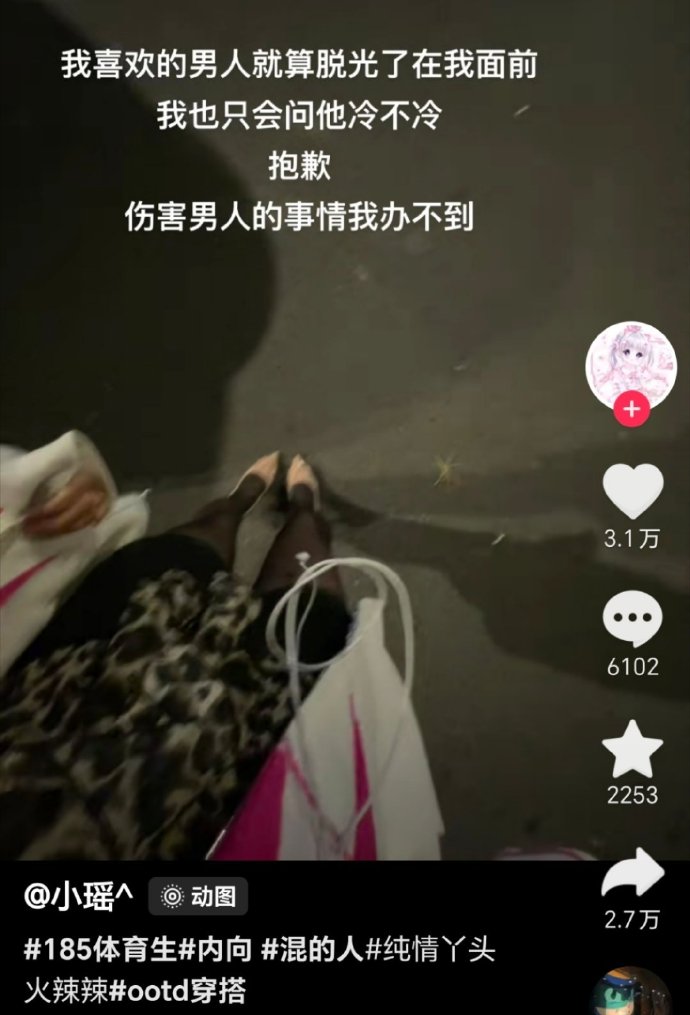 我喜欢的男人就算脱光了在我面前
我也只会问他冷不冷
抱歉
伤害男人的事情我办不到
3.1万
6102
2253
2.7万
@小瑶^ 动图
#185体育生#内向 #混的人#纯情丫头
火辣辣#ootd穿搭